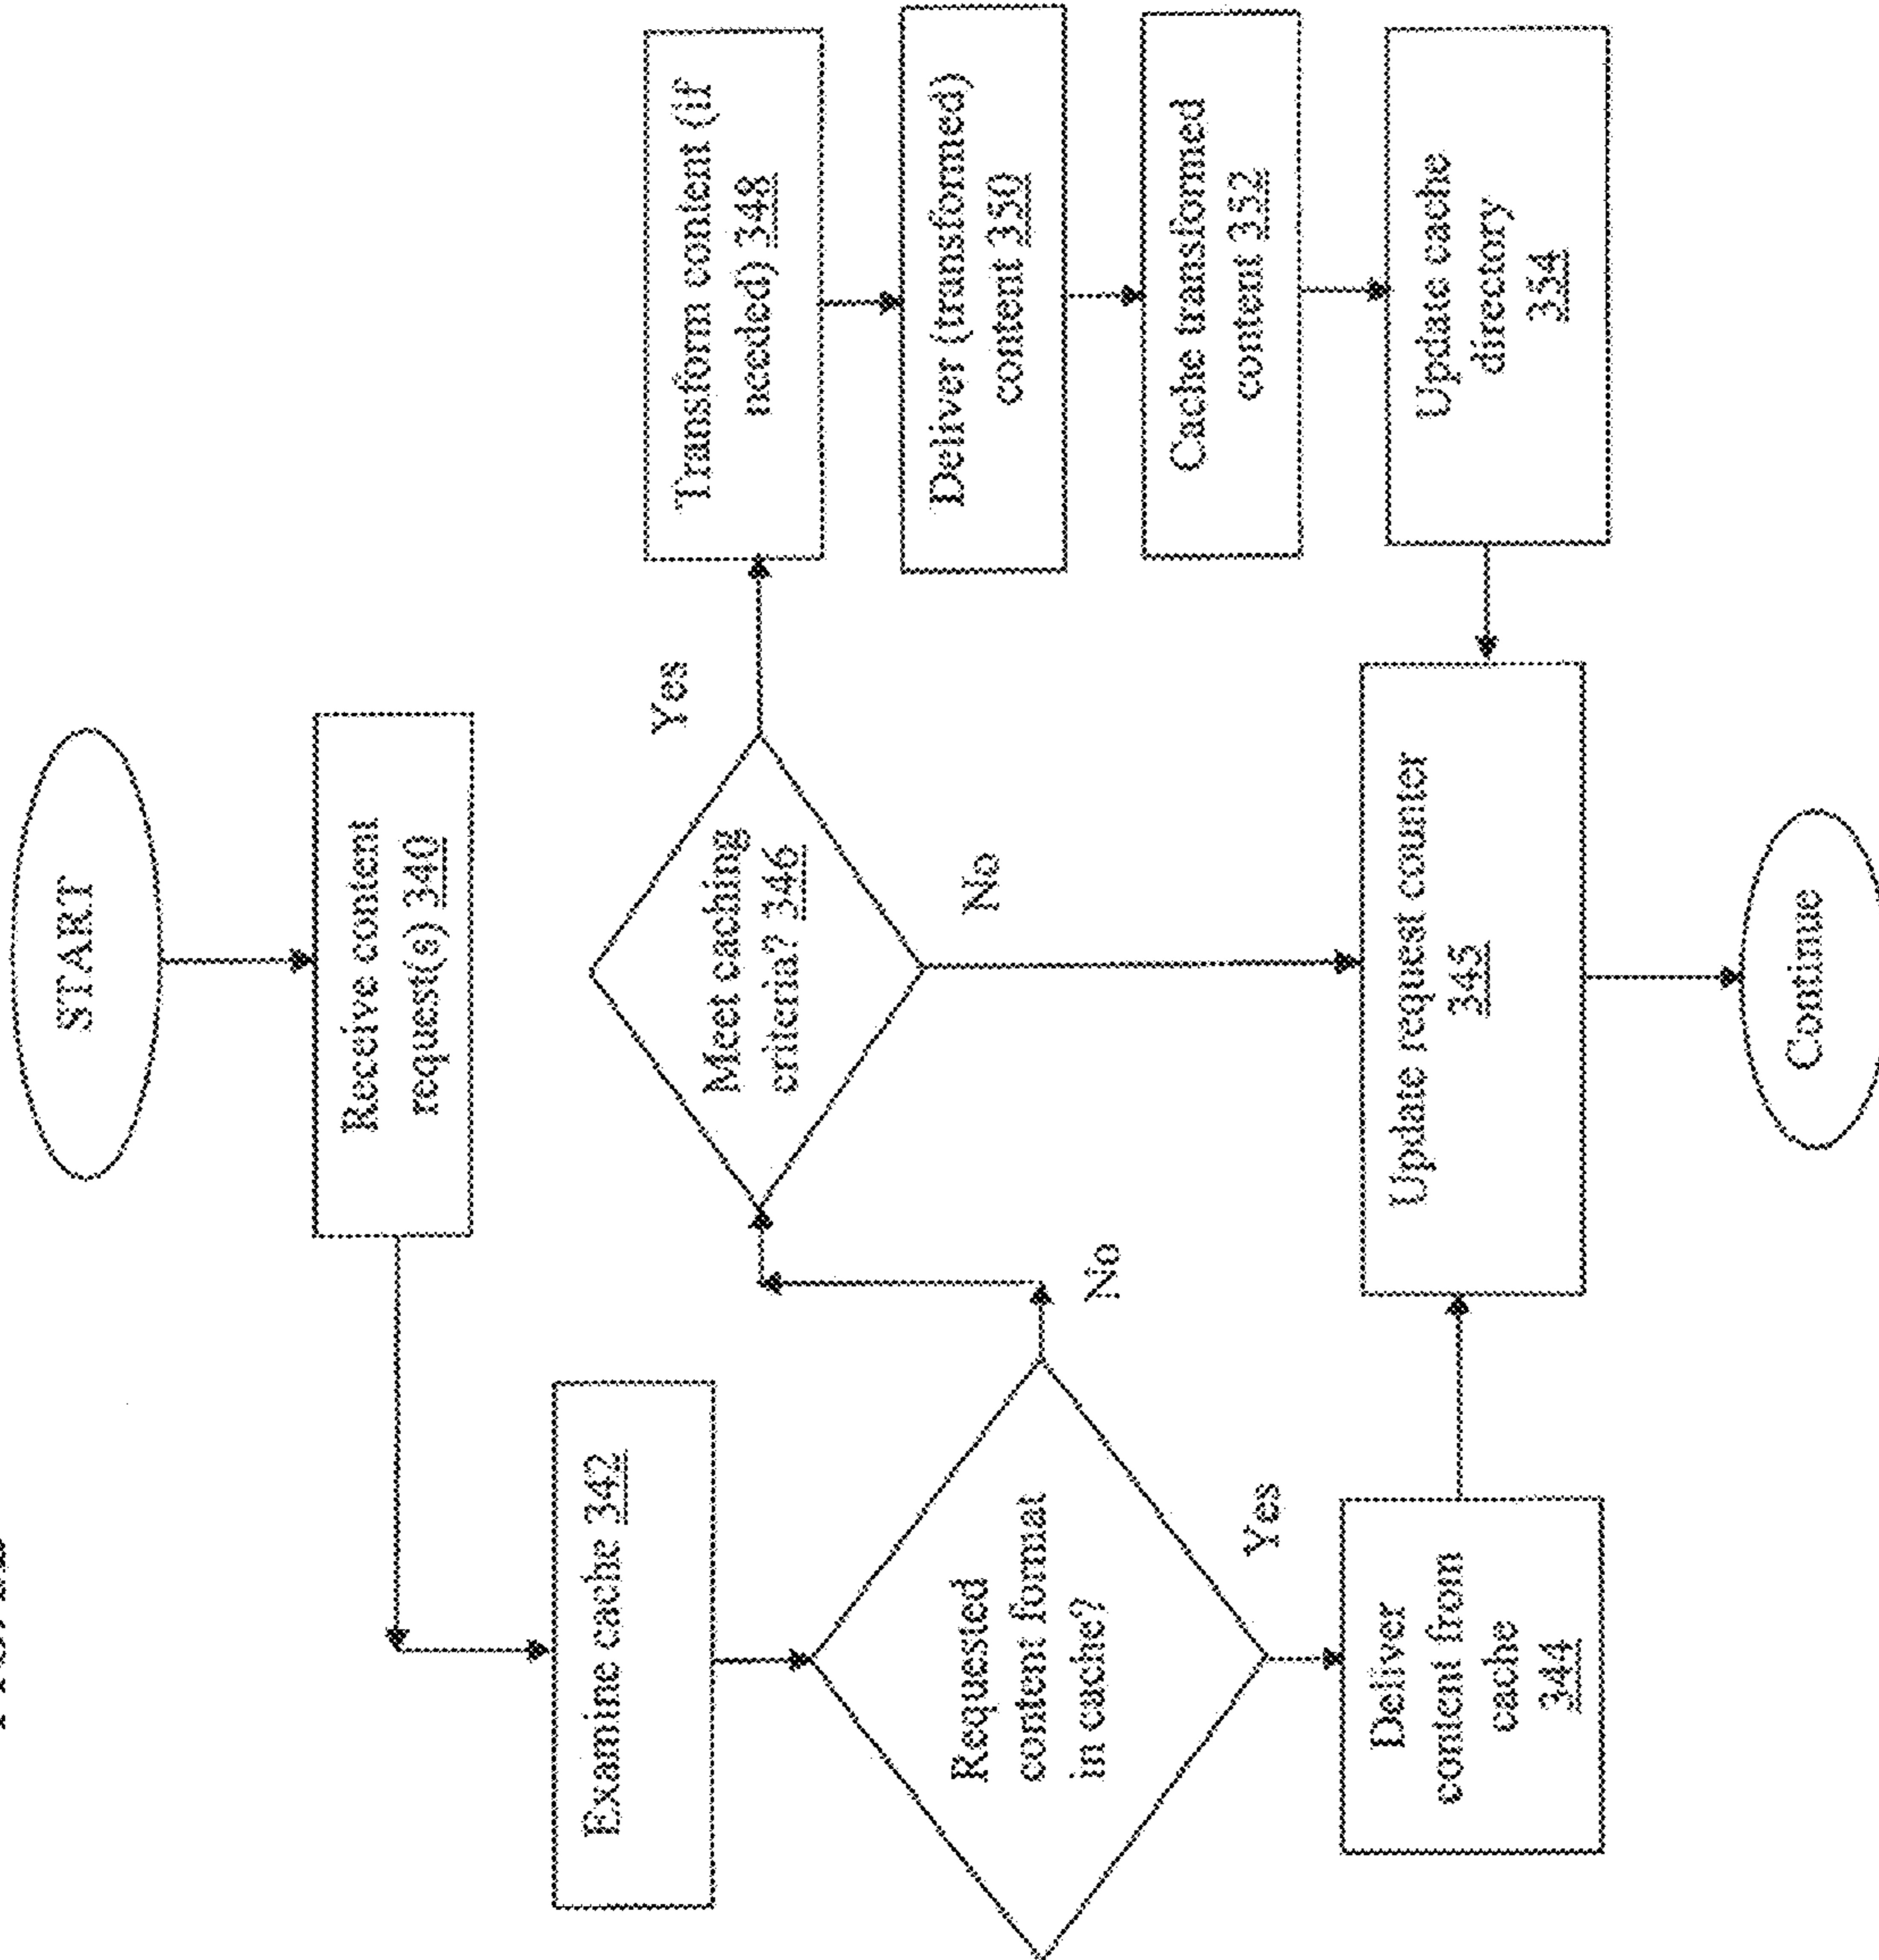 START
Receive content
request(s) 340
Examine cache 342
Requested
content format
in cache?
No
Yes
Deliver
content from
cache
344
Meet caching
criteria? 346
Yes
No
Transform content (if
needed) 348
Deliver (transformed)
content 350
Cache transformed
content 352
Update cache
directory
354
Update request counter
345
Continue